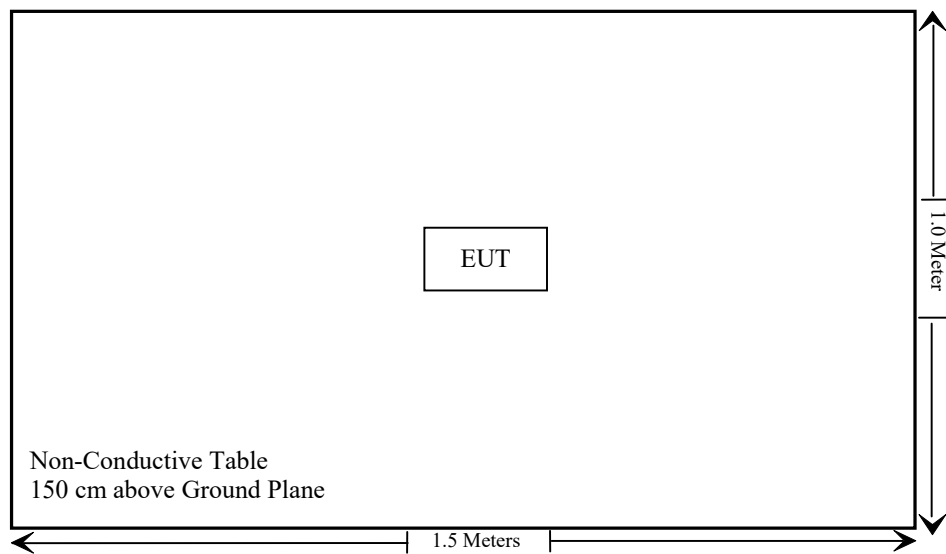 EUT
1.0 Meter
Non-Conductive Table
150 cm above Ground Plane
1.5 Meters